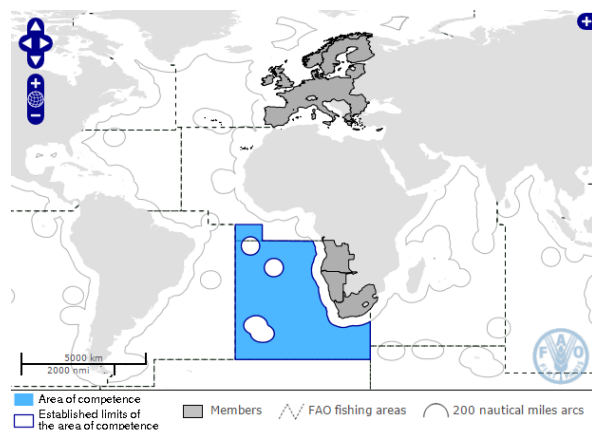 5000 km
2000 nmi
FAO
Area of competence
Established limits of
the area of competence
Members
FAO fishing areas
200 nautical miles arcs